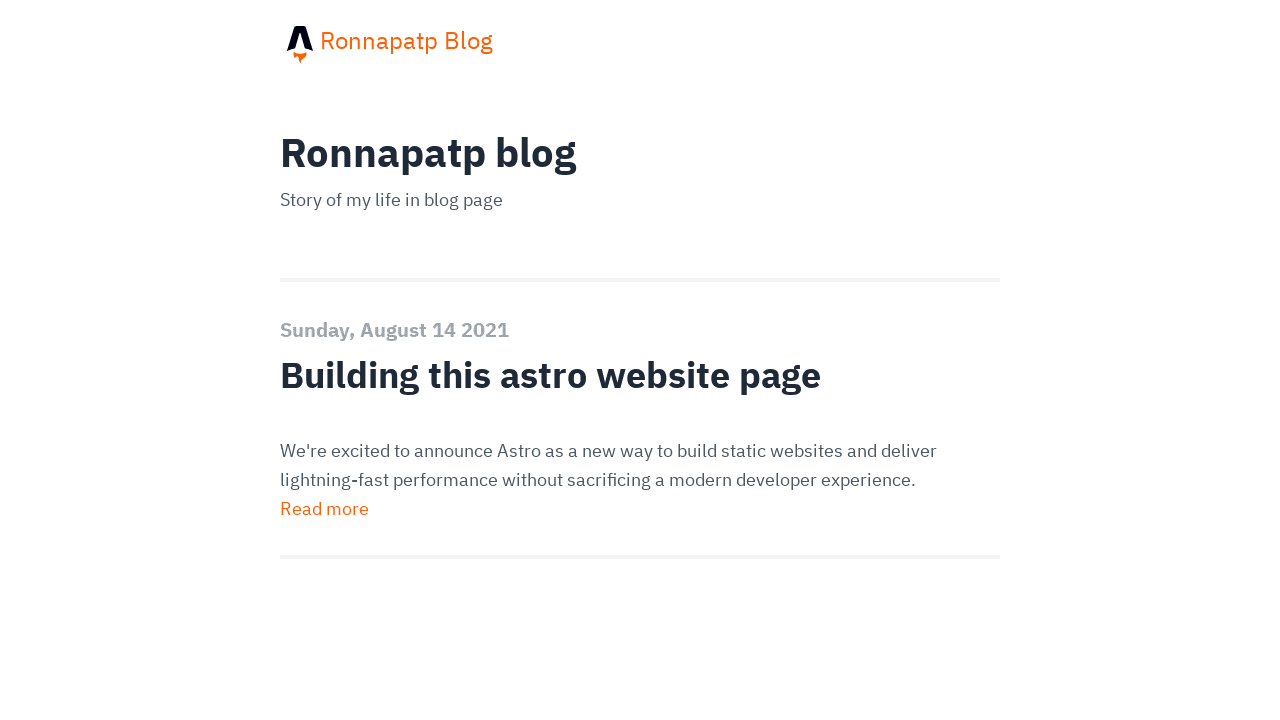 Ronnapatp Blog
Ronnapatp blog
Story of my life in blog page
Sunday, August 14 2021
Building this astro website page
We're excited to announce Astro as a new way to build static websites and deliver
lightning-fast performance without sacrificing a modern developer experience.
Read more